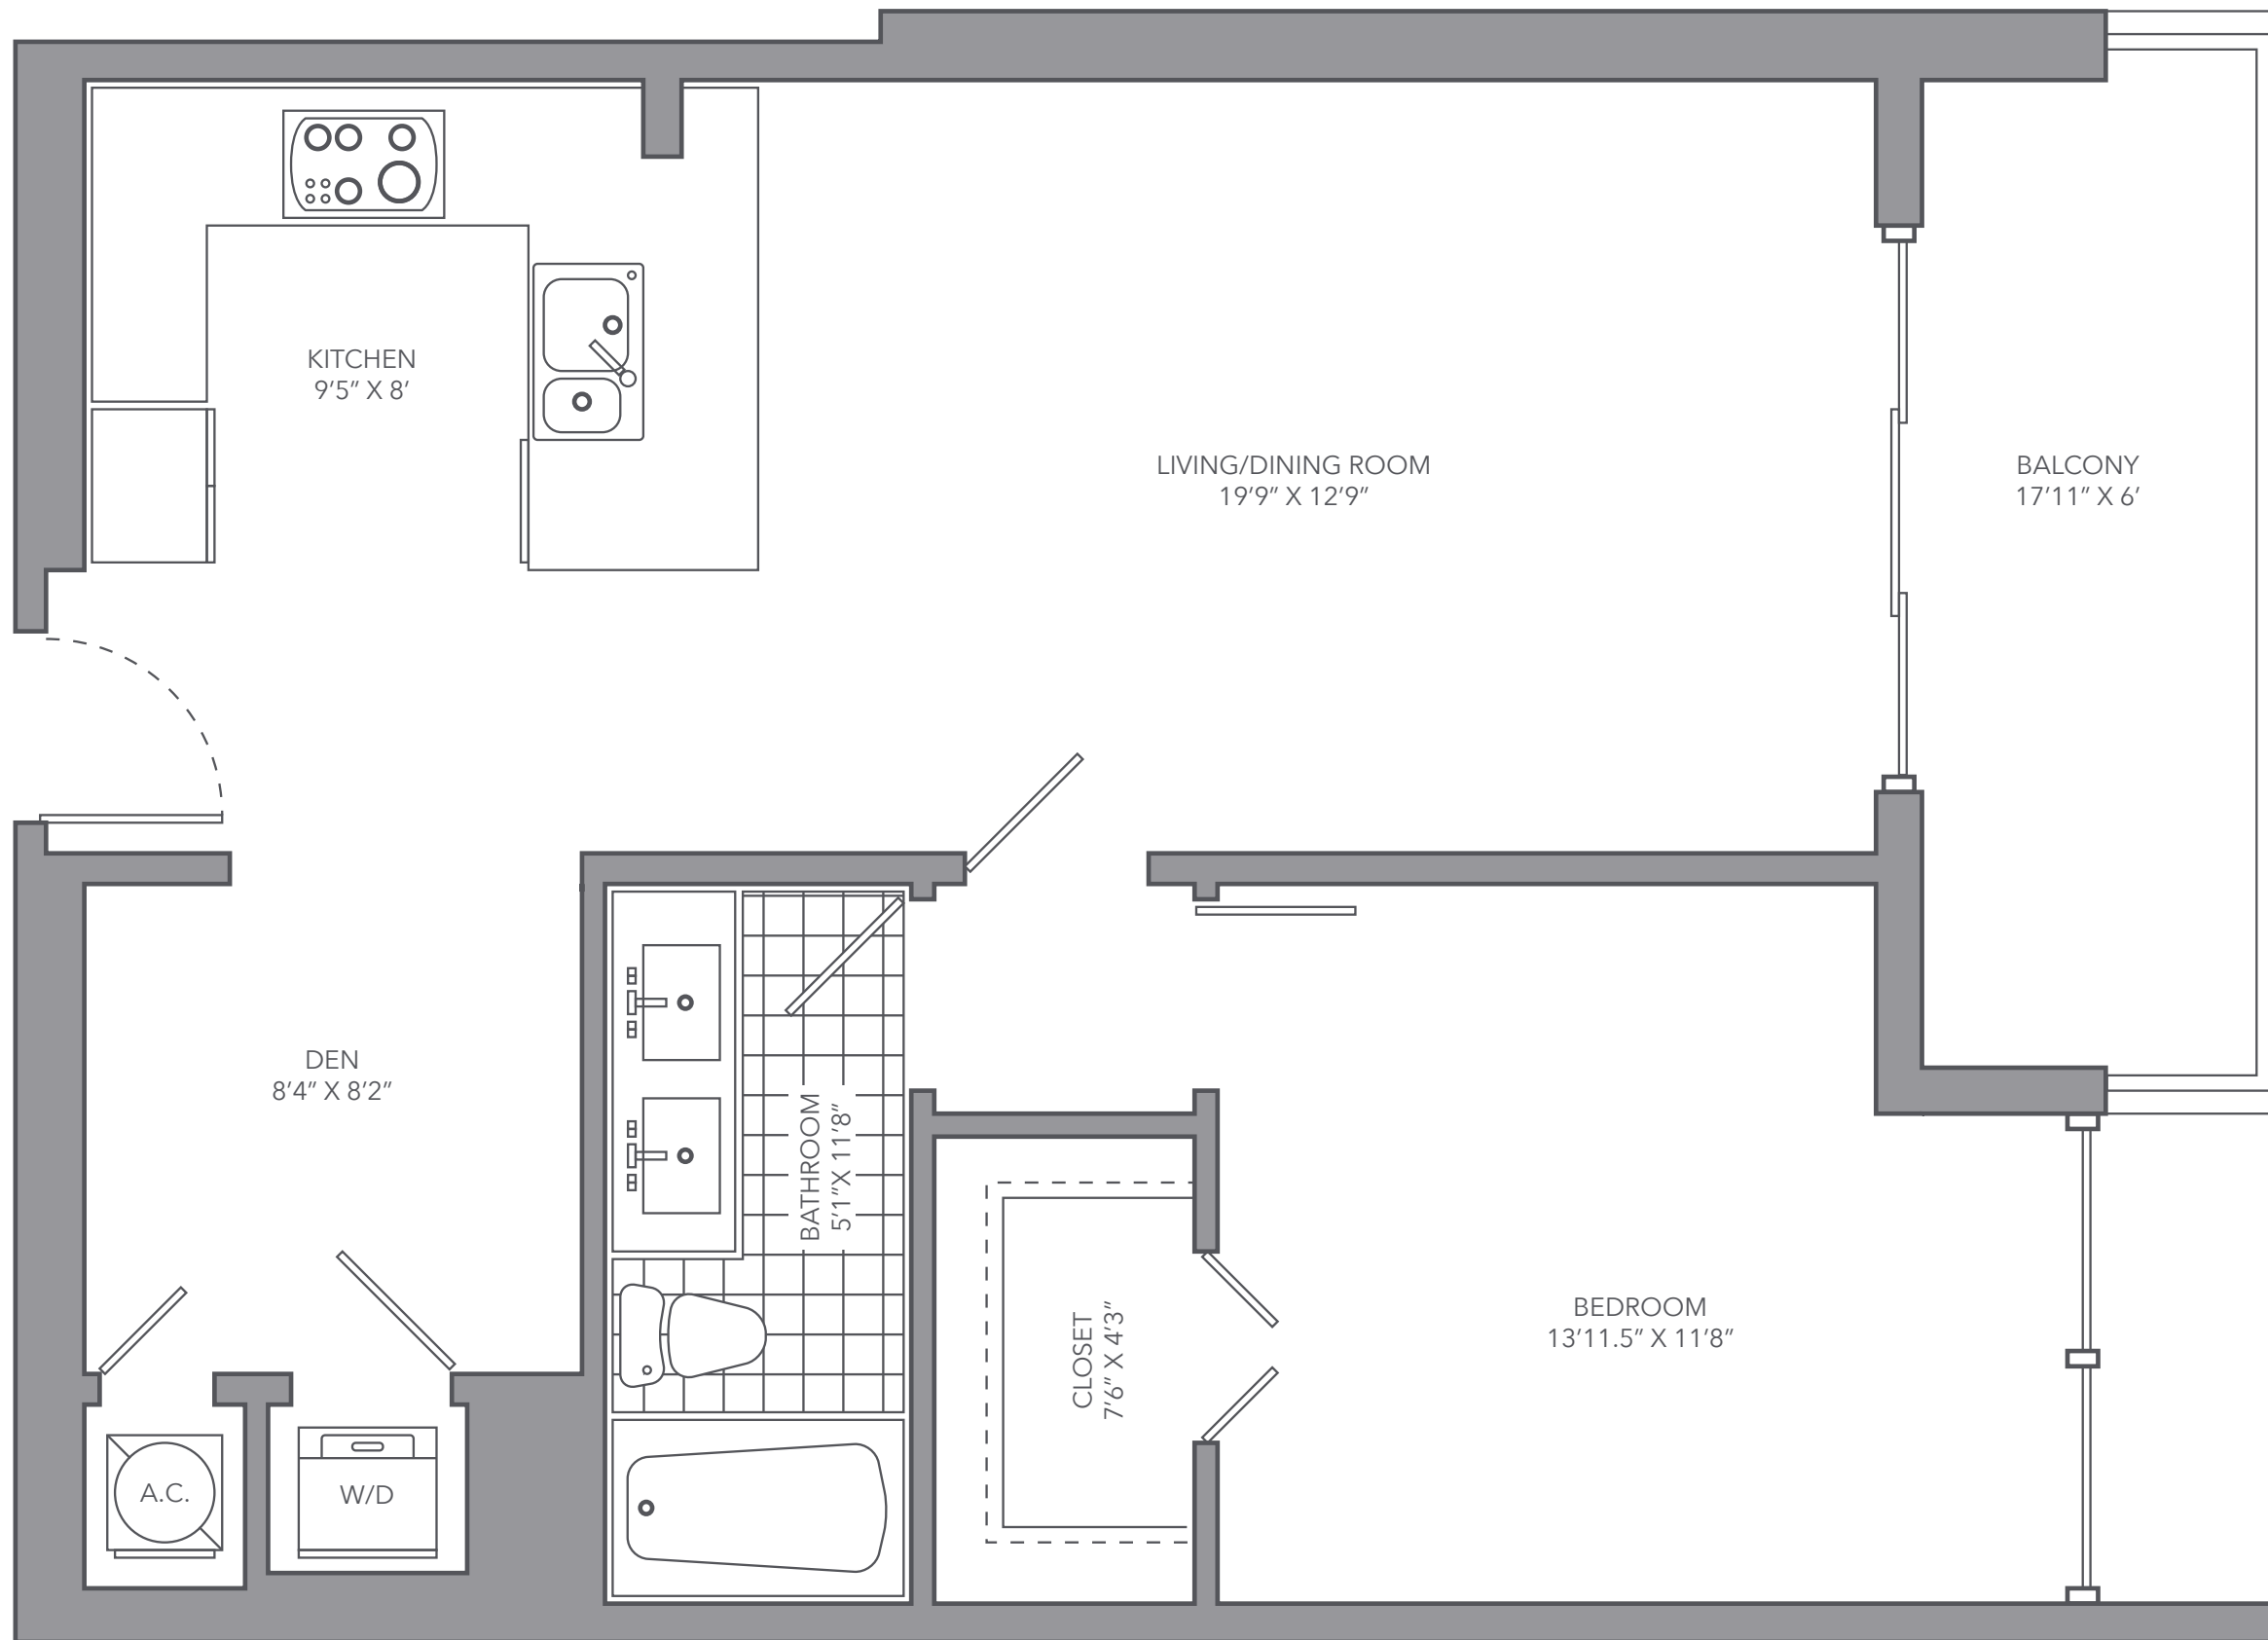 KITCHEN
9’5” X 8’
LIVING/DINING ROOM
19’9” X 12’9”
BALCONY
17’11” X 6’
DEN
8’4” X 8’2”
BATHROOM
5’1”X 11’8”
CLOSET
7’6” X 4’3”
BEDROOM
13’11.5” X 11’8”
A.C.
W/D